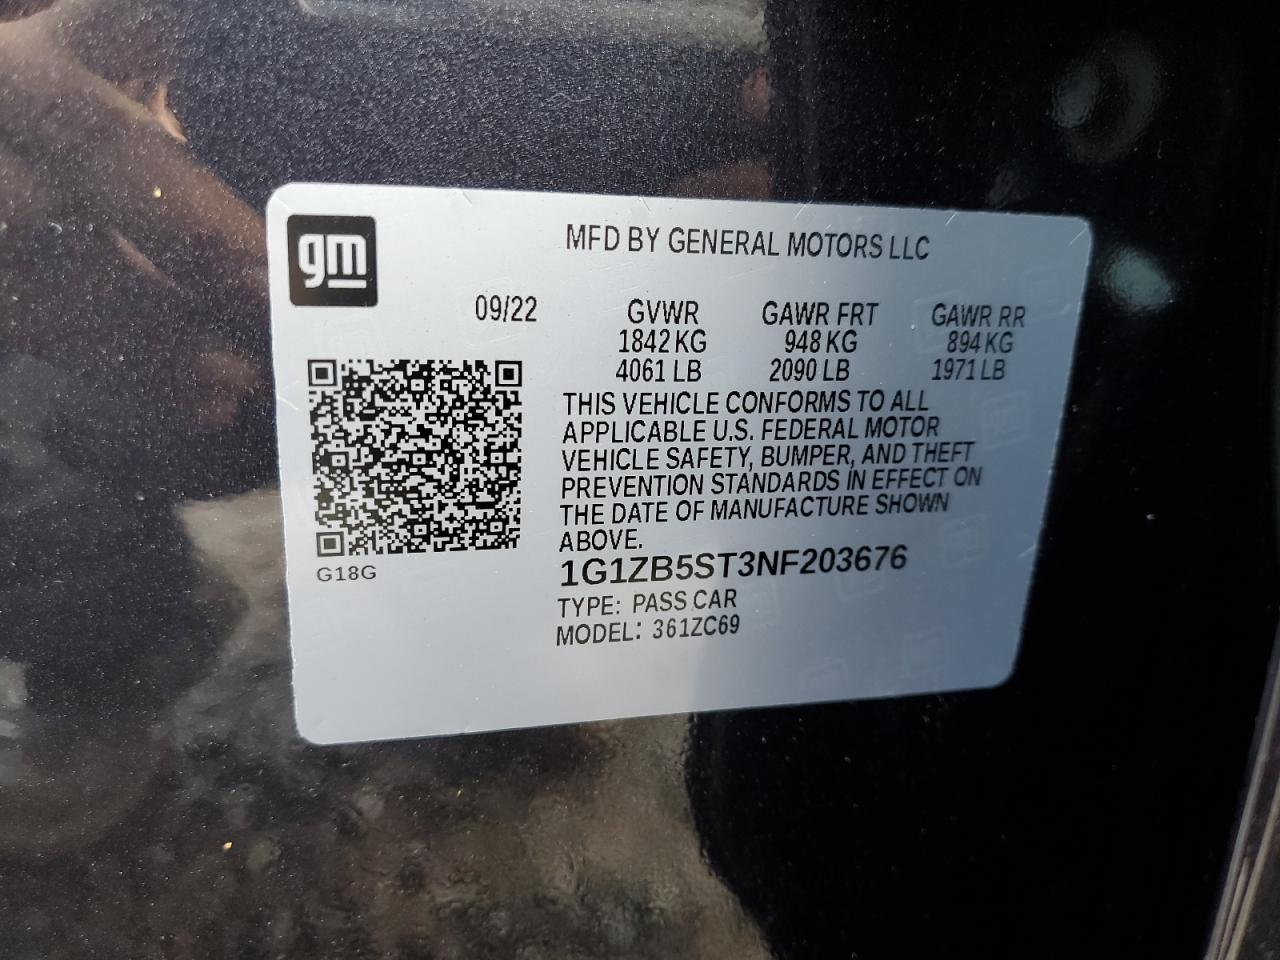 gm
MFD BY GENERAL MOTORS LLC
09/22 GVWR GAWR FRT GAWR RR
1842 KG 948 KG 894 KG
4061 LB 2090 LB 1971 LB
THIS VEHICLE CONFORMS TO ALL
APPLICABLE U.S. FEDERAL MOTOR
VEHICLE SAFETY, BUMPER, AND THEFT
PREVENTION STANDARDS IN EFFECT ON
THE DATE OF MANUFACTURE SHOWN
ABOVE.
1G1ZB5ST3NF203676
G18G
TYPE: PASS CAR
MODEL: 361ZC69